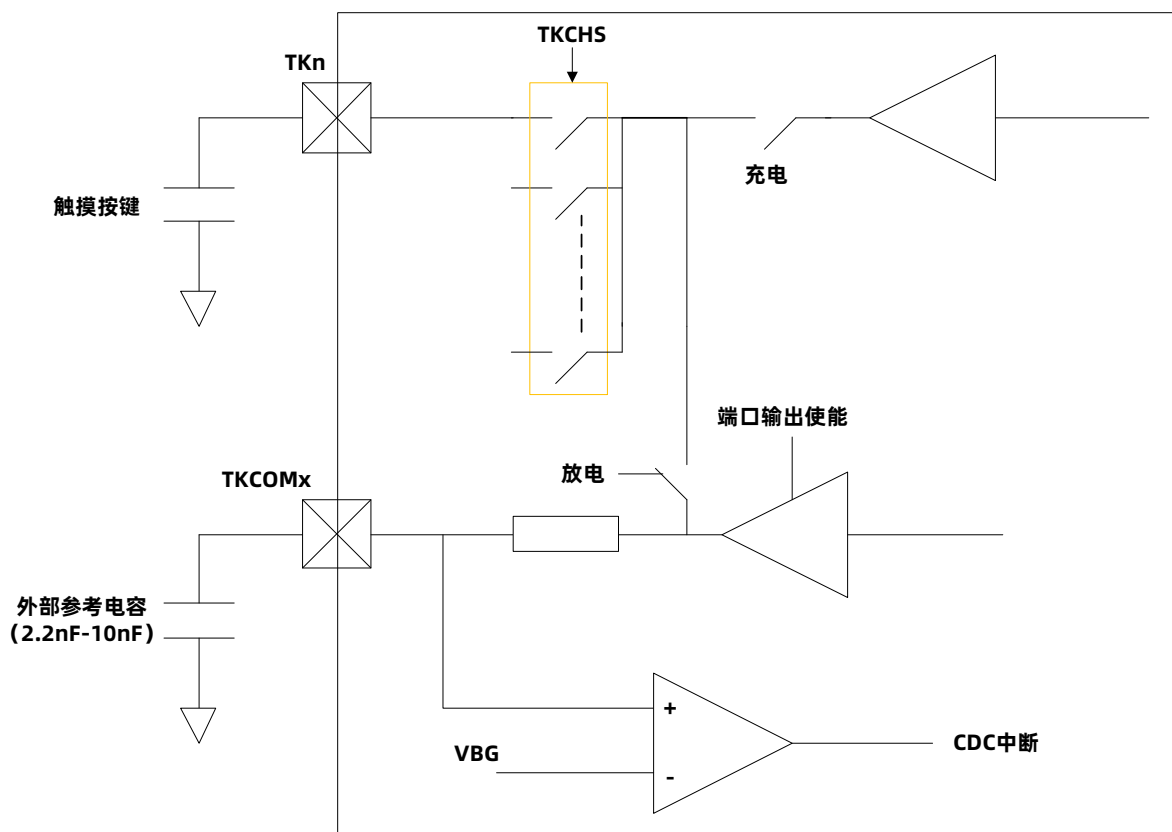 TKCHS
TKn
充电
触摸按键
端口输出使能
放电
TKCOMx
外部参考电容
（2.2nF-10nF）
+
VBG
-
CDC中断